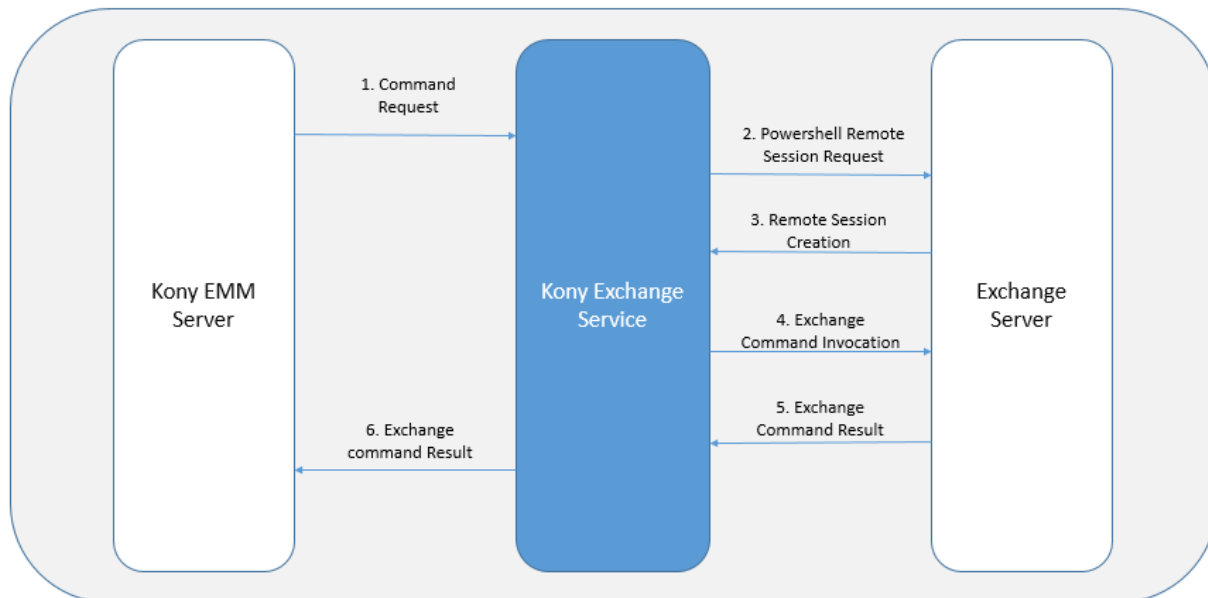 1. Command
Request
2. Powershell Remote
Session Request
3. Remote Session
Creation
Kony EMM
Server
Kony Exchange
Service
Exchange
Server
4. Exchange
Command Invocation
5. Exchange
Command Result
6. Exchange
command Result